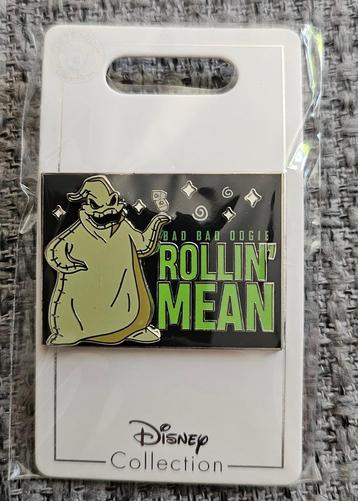 BAD BAD OOGIE
ROLLIN'
MEAN
Disney
Collection